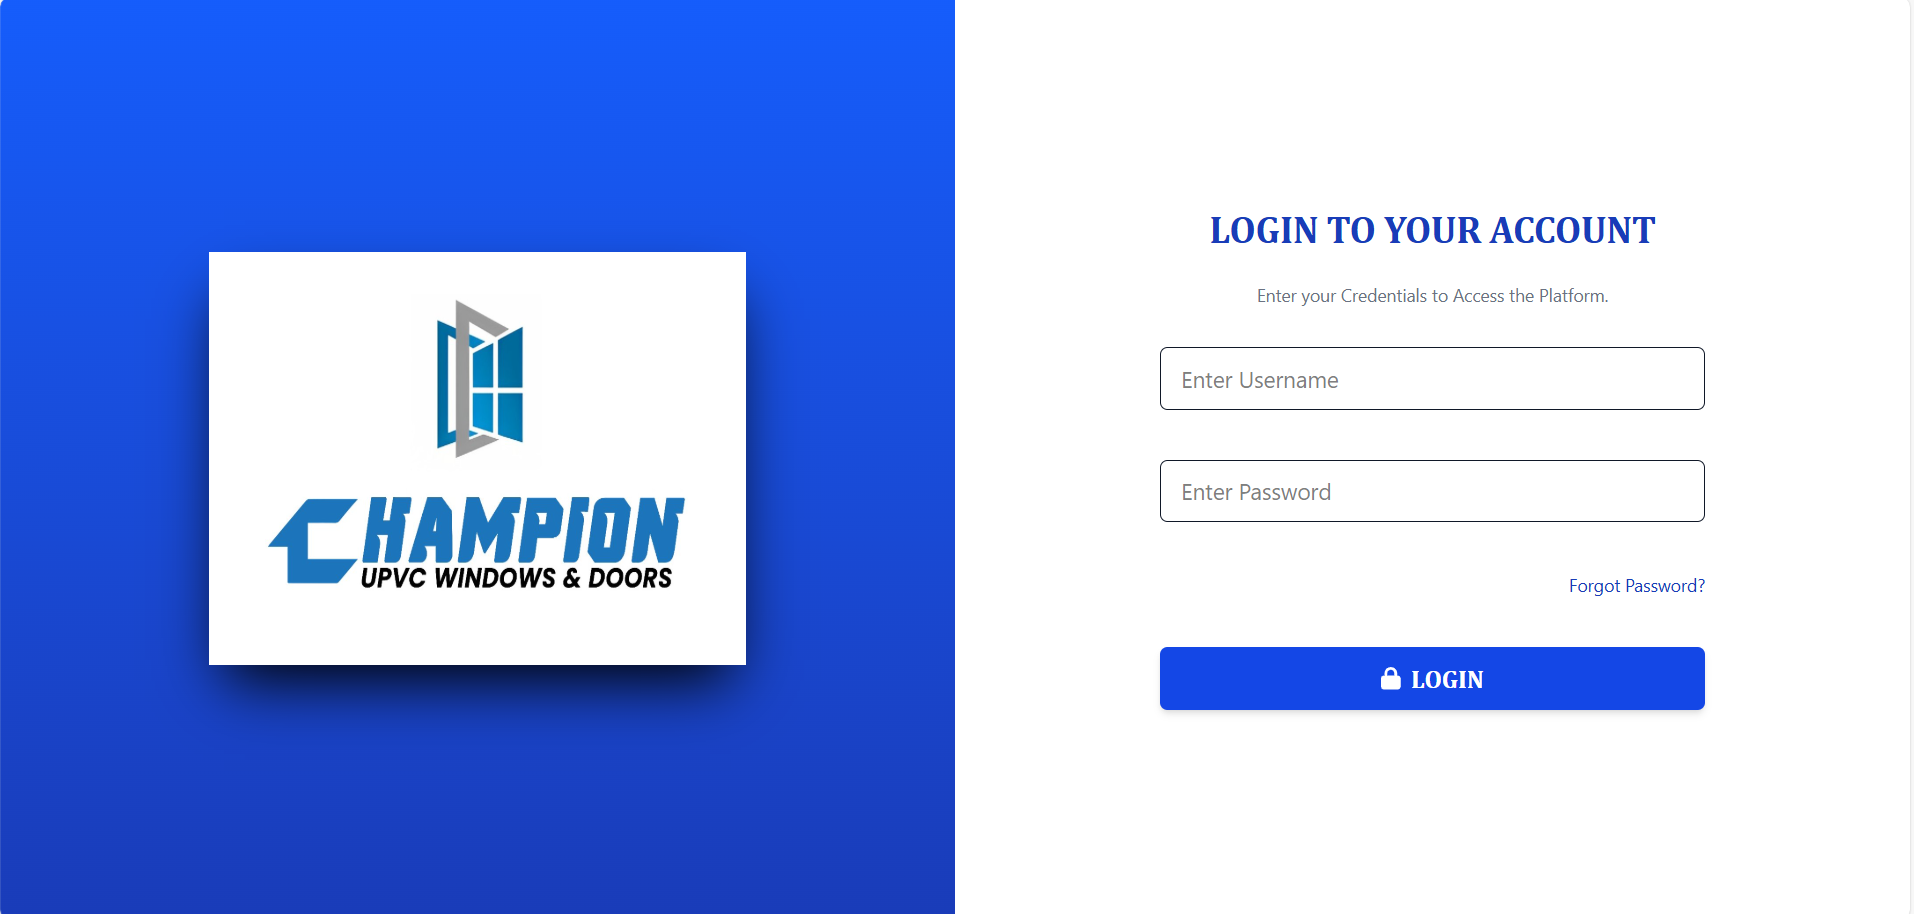 CHAMPION
UPVC WINDOWS & DOORS
LOGIN TO YOUR ACCOUNT
Enter your Credentials to Access the Platform.
Enter Username
Enter Password
Forgot Password?
LOGIN